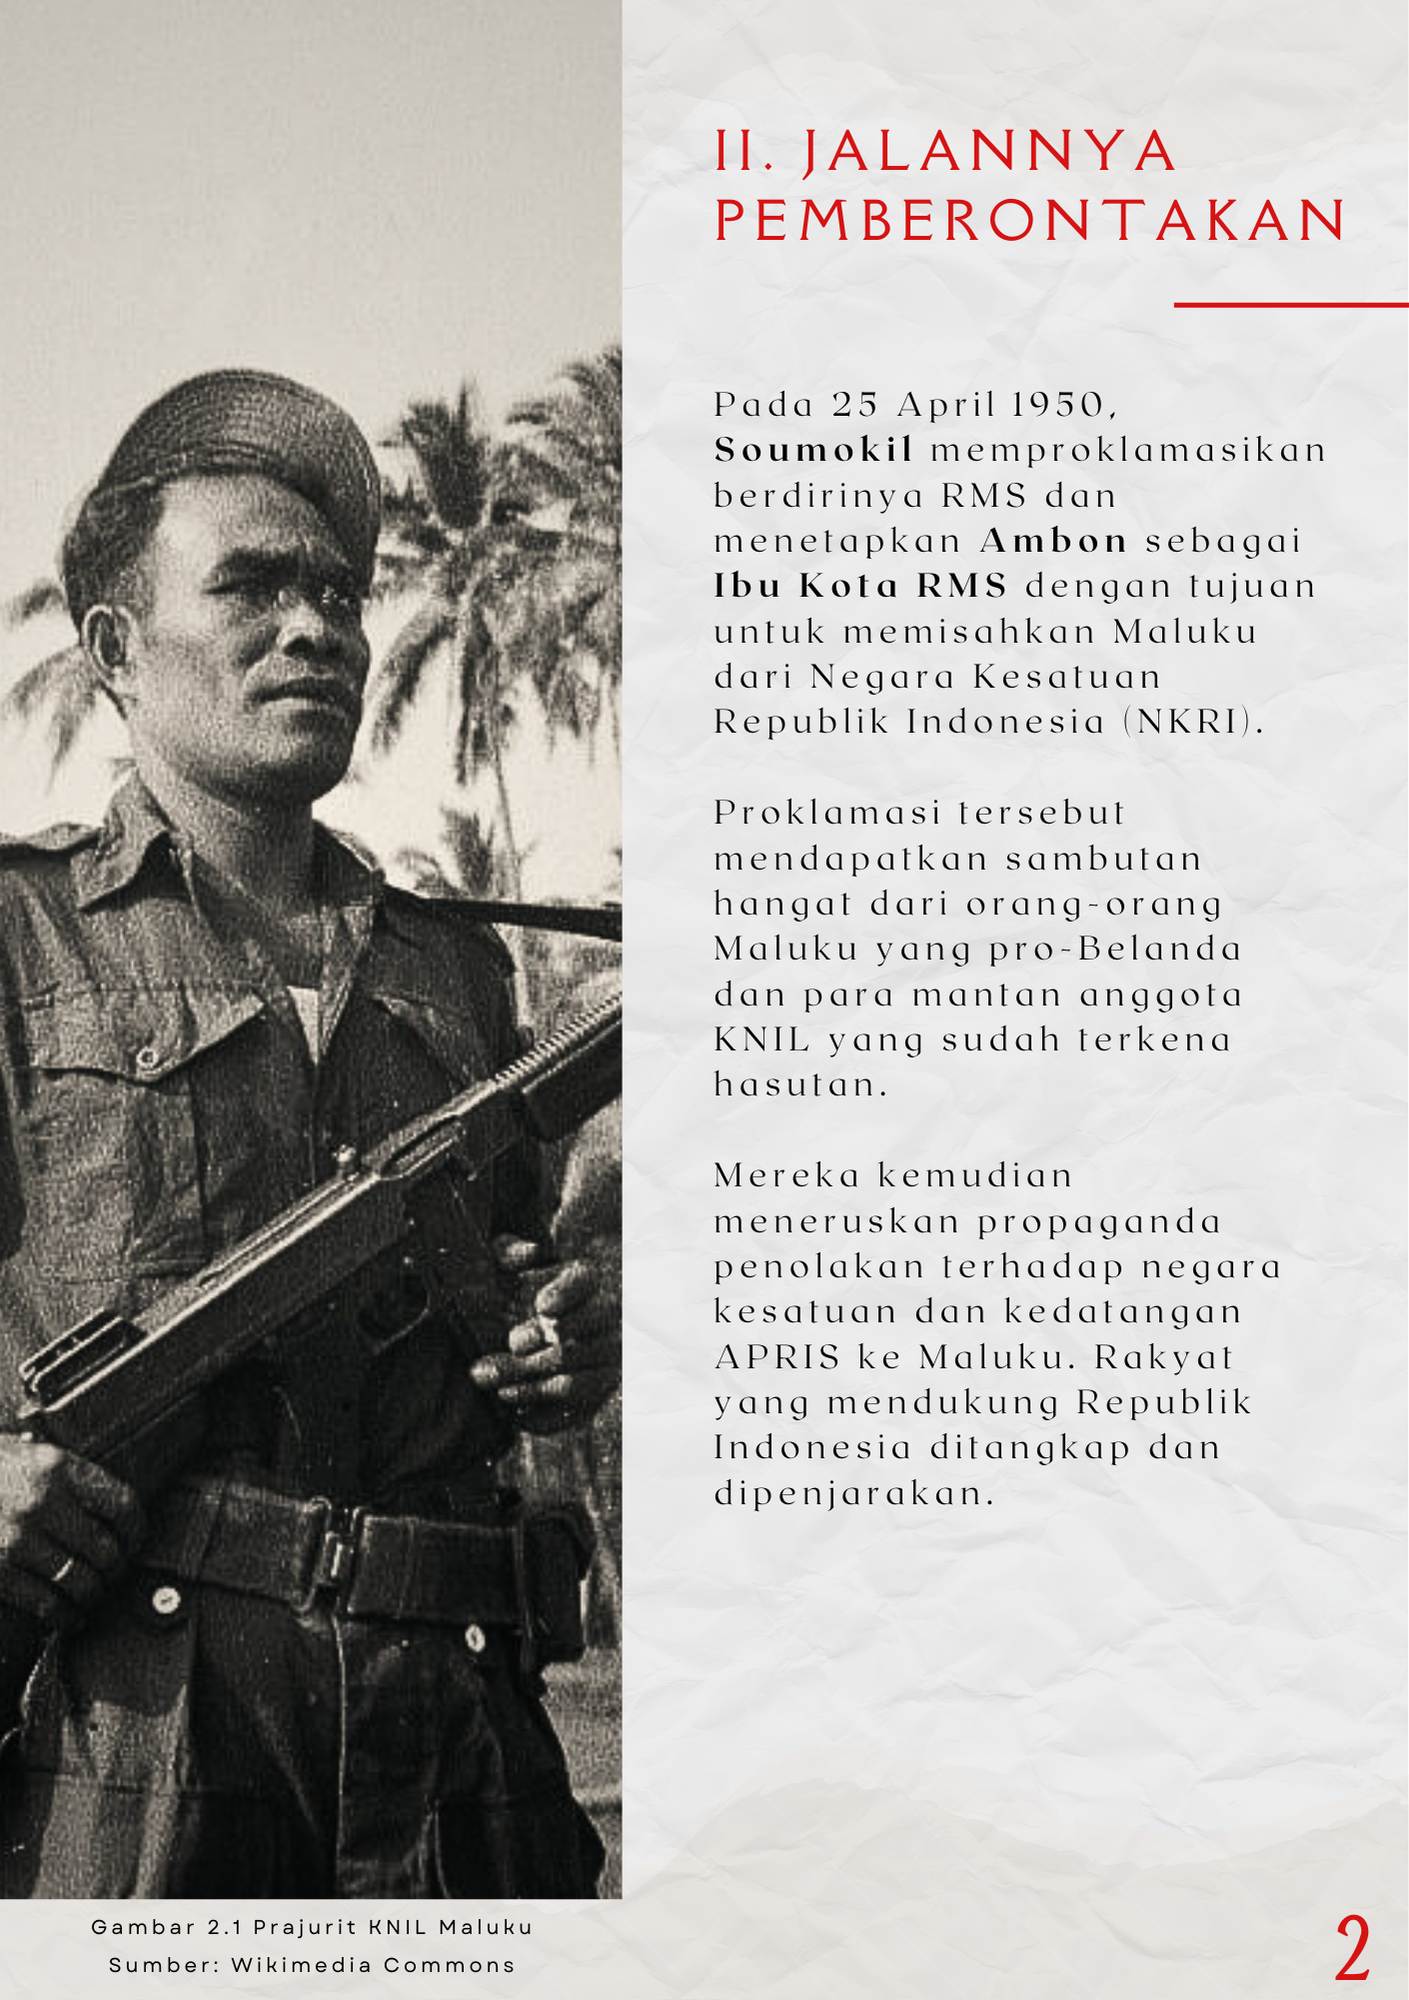 II. JALANNYA
PEMBERONTAKAN
Pada 25 April 1950,
Soumokil memproklamasikan
berdirinya RMS dan
menetapkan Ambon sebagai
Ibu Kota RMS dengan tujuan
untuk memisahkan Maluku
dari Negara Kesatuan
Republik Indonesia (NKRI).
Proklamasi tersebut
mendapatkan sambutan
hangat dari orang-orang
Maluku yang pro-Belanda
dan para mantan anggota
KNIL yang sudah terkena
hasutan.
Mereka kemudian
meneruskan propaganda
penolakan terhadap negara
kesatuan dan kedatangan
APRIS ke Maluku. Rakyat
yang mendukung Republik
Indonesia ditangkap dan
dipenjarakan.
Gambar 2.1 Prajurit KNIL Maluku
Sumber: Wikimedia Commons
2